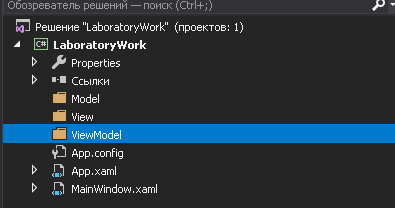 Обозреватель решений — поиск (Ctrl+;)
Решение "LaboratoryWork" (проектов: 1)
C# LaboratoryWork
Properties
Ссылки
Model
View
ViewModel
App.config
App.xaml
MainWindow.xaml